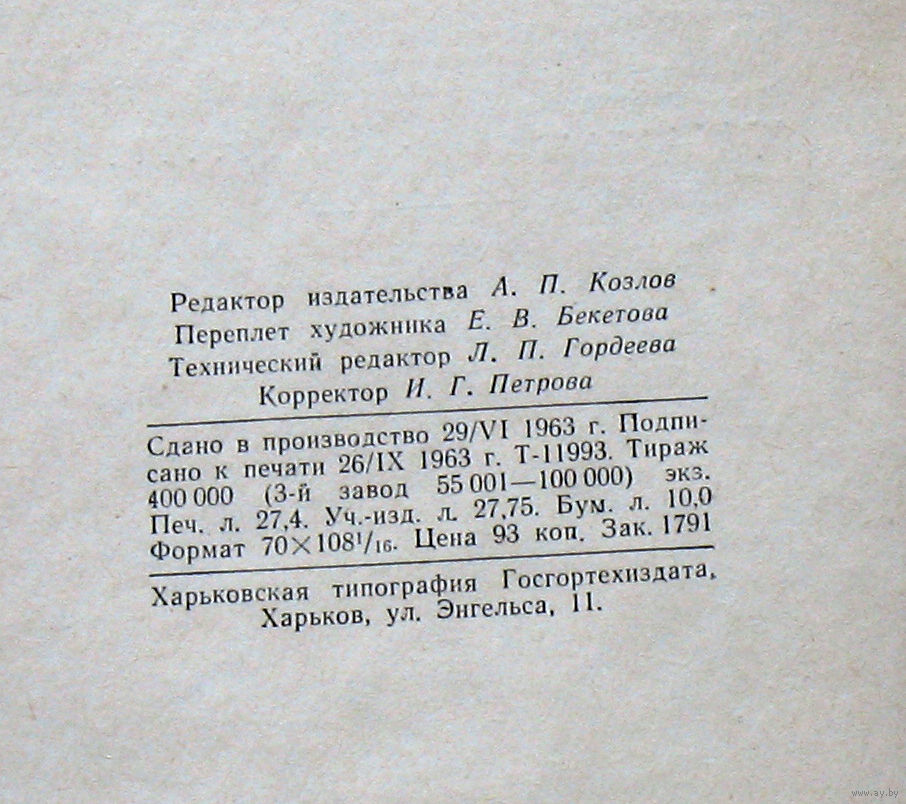 Редактор издательства А. П. Козлов
Переплет художника Е. В. Бекетова
Технический редактор Л. П. Гордеева
Корректор И. Г. Петрова
Сдано в производство 29/VI 1963 г. Подпи-
сано к печати 26/IX 1963 г. Т-11993. Тираж
400 000 (3-й завод 55 001—100 000) экз.
Печ. л. 27,4. Уч.-изд. л. 27,75. Бум. л. 10,0
Формат 70×108¹/₁₆. Цена 93 коп. Зак. 1791
Харьковская типография Госгортехиздата,
Харьков, ул. Энгельса, 11.
www.ay.by